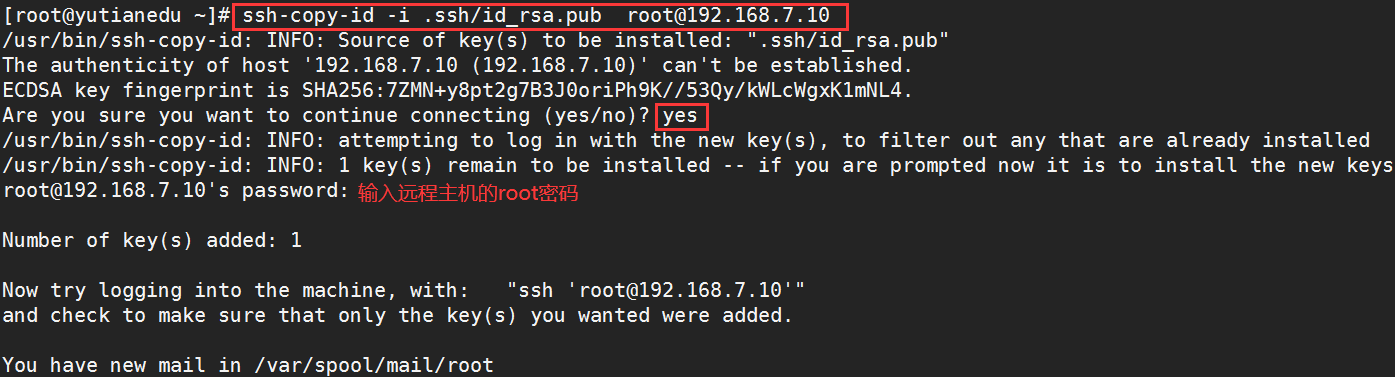 [root@yutianedu ~]# ssh-copy-id -i .ssh/id_rsa.pub  root@192.168.7.10
/usr/bin/ssh-copy-id: INFO: Source of key(s) to be installed: ".ssh/id_rsa.pub"
The authenticity of host '192.168.7.10 (192.168.7.10)' can't be established.
ECDSA key fingerprint is SHA256:7ZMN+y8pt2g7B3J0oriPh9K//53Qy/kWLcWgxK1mNL4.
Are you sure you want to continue connecting (yes/no)? yes
/usr/bin/ssh-copy-id: INFO: attempting to log in with the new key(s), to filter out any that are already installed
/usr/bin/ssh-copy-id: INFO: 1 key(s) remain to be installed -- if you are prompted now it is to install the new keys
root@192.168.7.10's password: 输入远程主机的root密码
Number of key(s) added: 1
Now try logging into the machine, with:   "ssh 'root@192.168.7.10'"
and check to make sure that only the key(s) you wanted were added.
You have new mail in /var/spool/mail/root